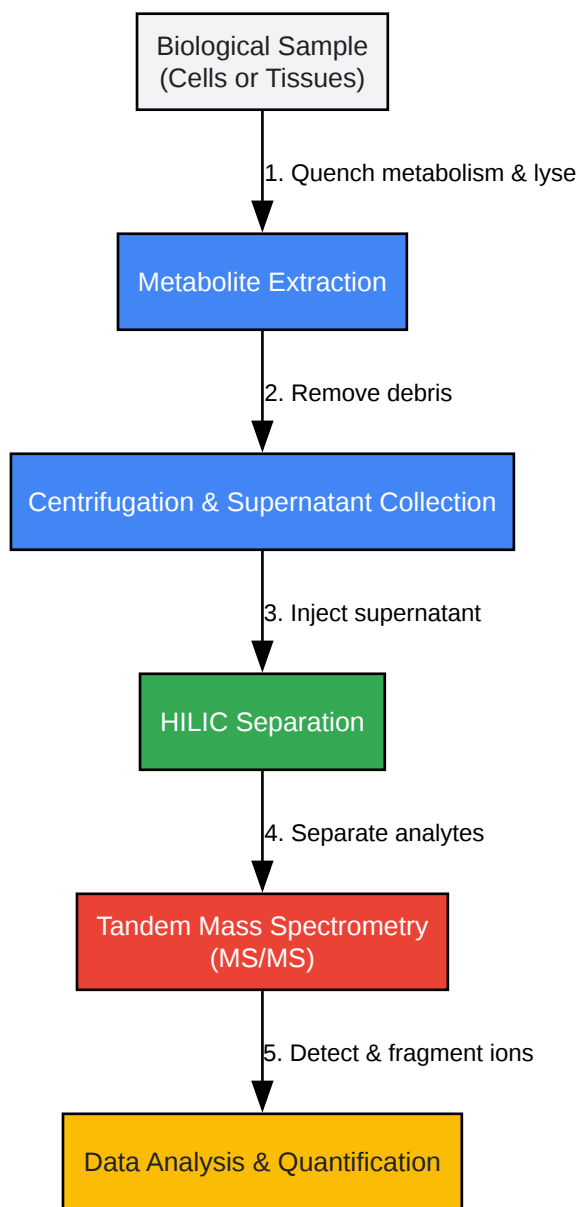 Biological Sample
(Cells or Tissues)
1. Quench metabolism & lyse
Metabolite Extraction
2. Remove debris
Centrifugation & Supernatant Collection
3. Inject supernatant
HILIC Separation
4. Separate analytes
Tandem Mass Spectrometry
(MS/MS)
5. Detect & fragment ions
Data Analysis & Quantification